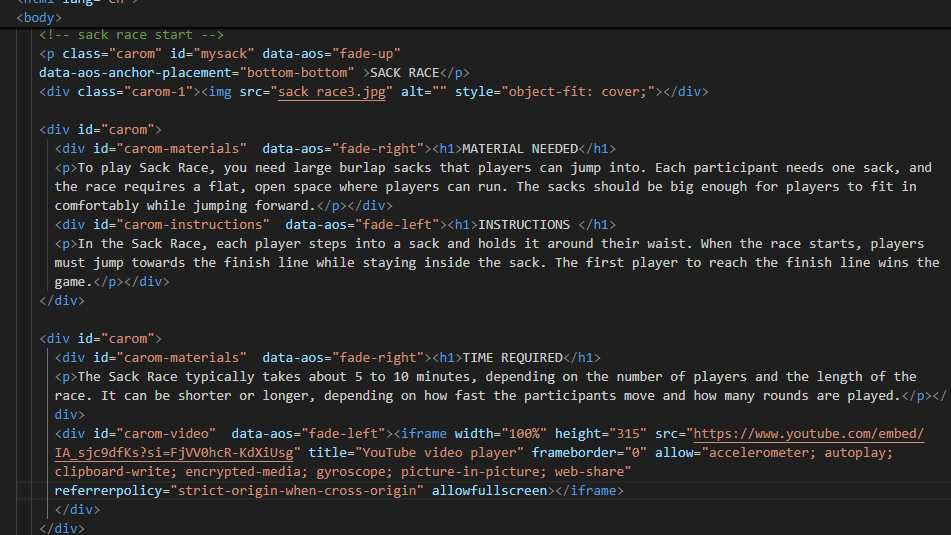 <body>
<!-- sack race start -->
<p class="carom" id="mysack" data-aos="fade-up"
data-aos-anchor-placement="bottom-bottom" >SACK RACE</p>
<div class="carom-1"><img src="sack race3.jpg" alt="" style="object-fit: cover;"></div>
<div id="carom">
<div id="carom-materials"  data-aos="fade-right"><h1>MATERIAL NEEDED</h1>
<p>To play Sack Race, you need large burlap sacks that players can jump into. Each participant needs one sack, and
the race requires a flat, open space where players can run. The sacks should be big enough for players to fit in
comfortably while jumping forward.</p></div>
<div id="carom-instructions"  data-aos="fade-left"><h1>INSTRUCTIONS </h1>
<p>In the Sack Race, each player steps into a sack and holds it around their waist. When the race starts, players
must jump towards the finish line while staying inside the sack. The first player to reach the finish line wins the
game.</p></div>
</div>
<div id="carom">
<div id="carom-materials"  data-aos="fade-right"><h1>TIME REQUIRED</h1>
<p>The Sack Race typically takes about 5 to 10 minutes, depending on the number of players and the length of the
race. It can be shorter or longer, depending on how fast the participants move and how many rounds are played.</p></
div>
<div id="carom-video"  data-aos="fade-left"><iframe width="100%" height="315" src="https://www.youtube.com/embed/
IA_sjc9dfKs?si=FjVV0hcR-KdXiUsg" title="YouTube video player" frameborder="0" allow="accelerometer; autoplay;
clipboard-write; encrypted-media; gyroscope; picture-in-picture; web-share"
referrerpolicy="strict-origin-when-cross-origin" allowfullscreen></iframe>
</div>
</div>